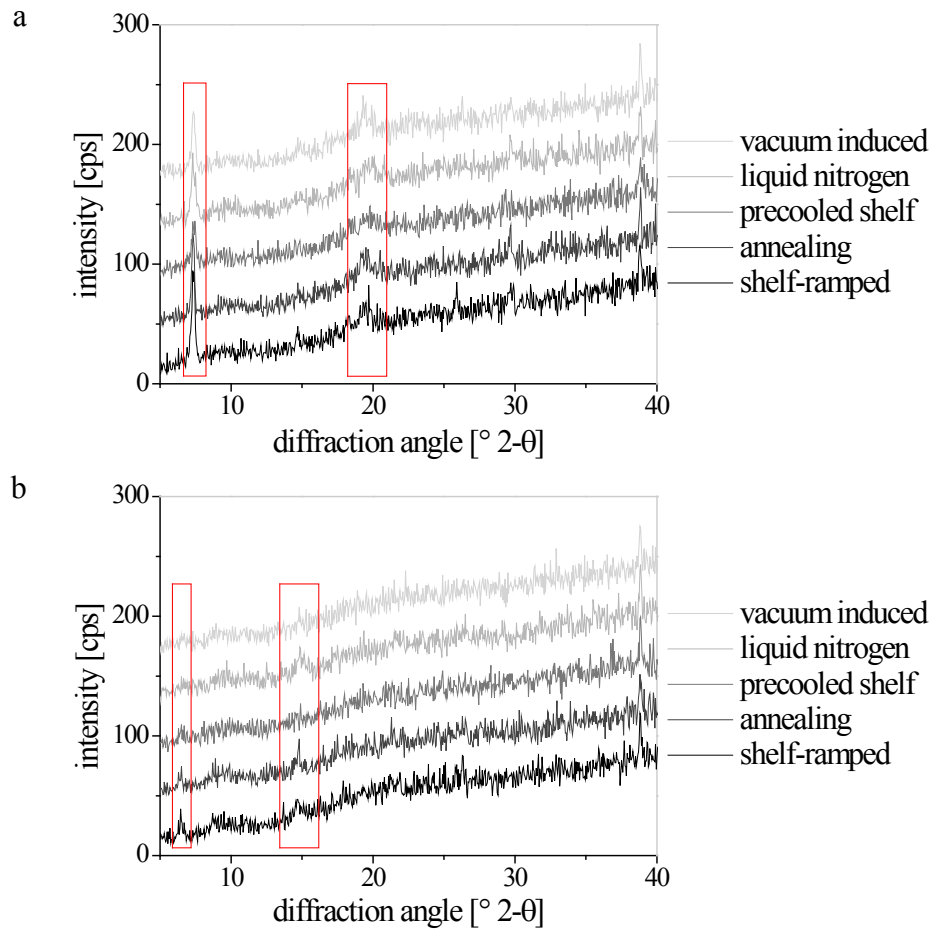 a
300
200
100
0
intensity [cps]
10 20 30 40
diffraction angle [° 2-θ]
vacuum induced
liquid nitrogen
precooled shelf
annealing
shelf-ramped
b
300
200
100
0
intensity [cps]
10 20 30 40
diffraction angle [° 2-θ]
vacuum induced
liquid nitrogen
precooled shelf
annealing
shelf-ramped